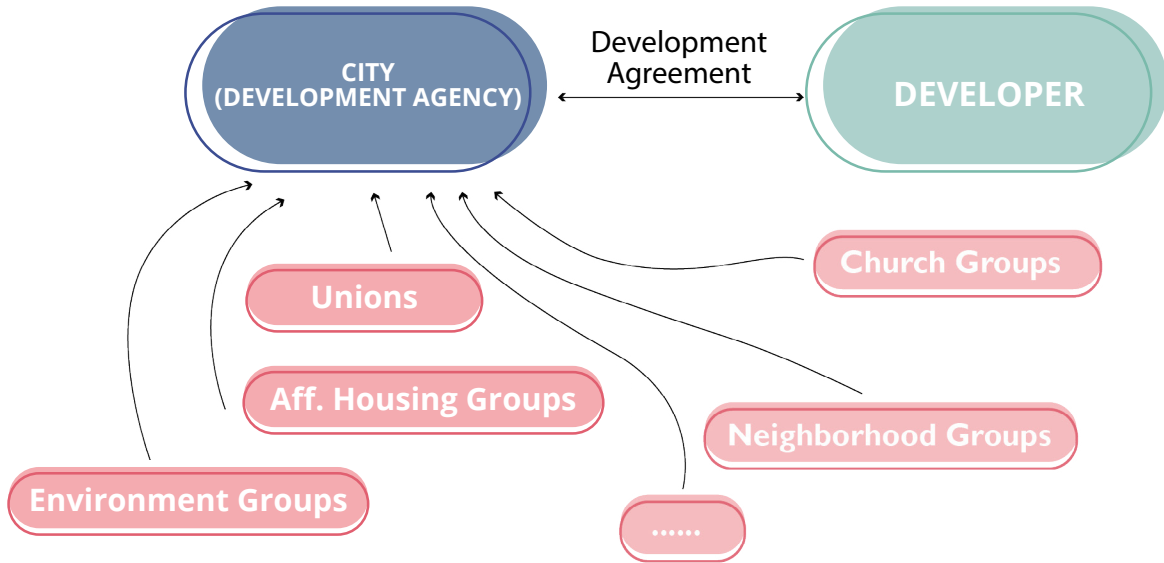 CITY
(DEVELOPMENT AGENCY)
Development
Agreement
DEVELOPER
Church Groups
Unions
Aff. Housing Groups
Neighborhood Groups
Environment Groups
......